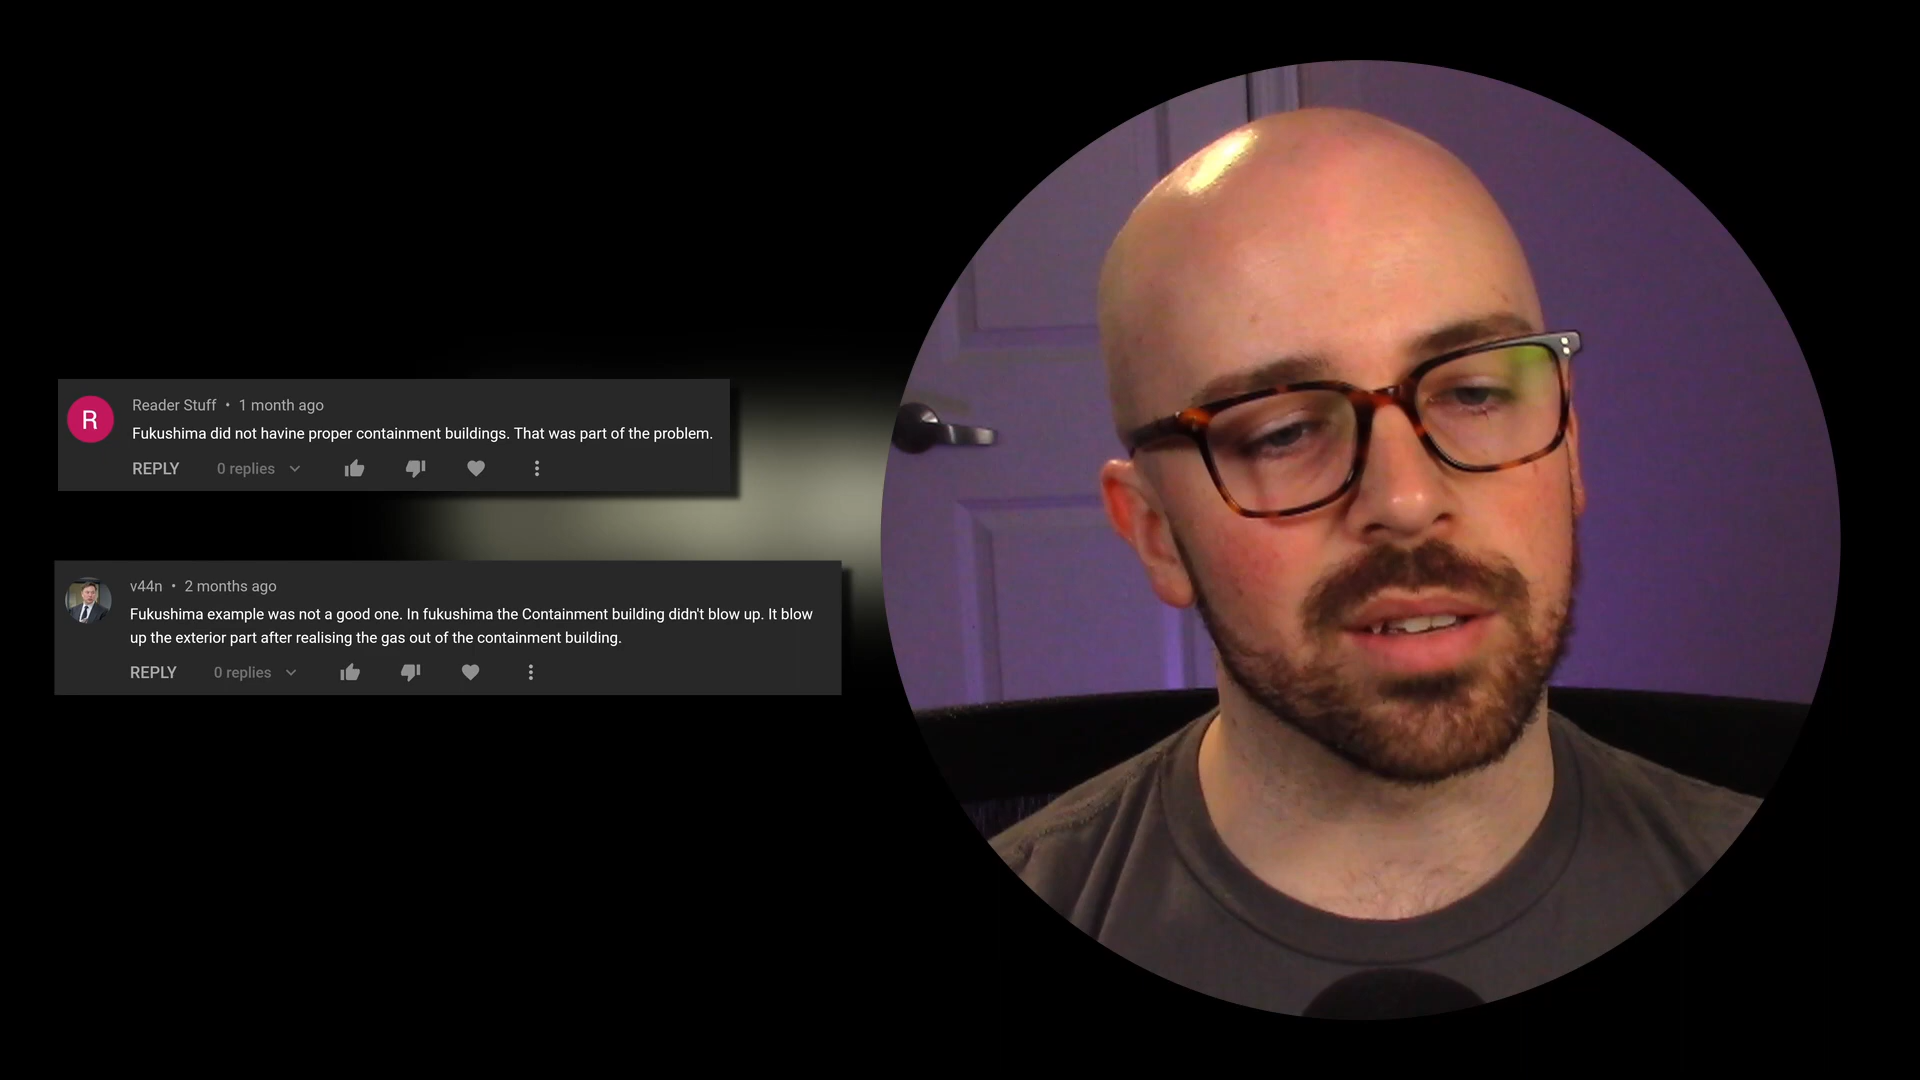 R
Reader Stuff • 1 month ago
Fukushima did not havine proper containment buildings. That was part of the problem.
REPLY 0 replies
v44n • 2 months ago
Fukushima example was not a good one. In fukushima the Containment building didn't blow up. It blow
up the exterior part after realising the gas out of the containment building.
REPLY 0 replies